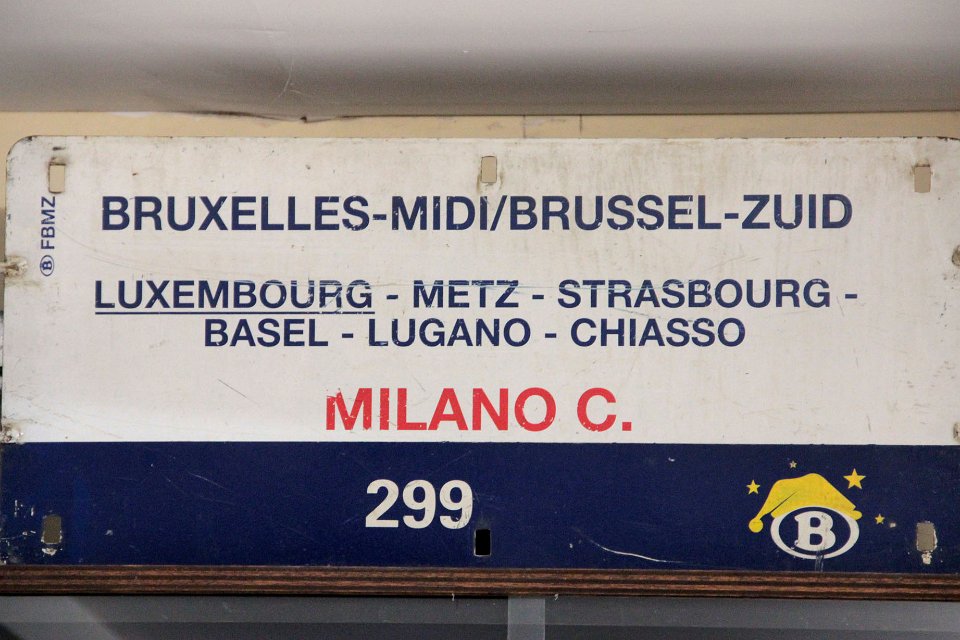 BRUXELLES-MIDI/BRUSSEL-ZUID
B FBMZ
LUXEMBOURG - METZ - STRASBOURG -
BASEL - LUGANO - CHIASSO
MILANO C.
299
B